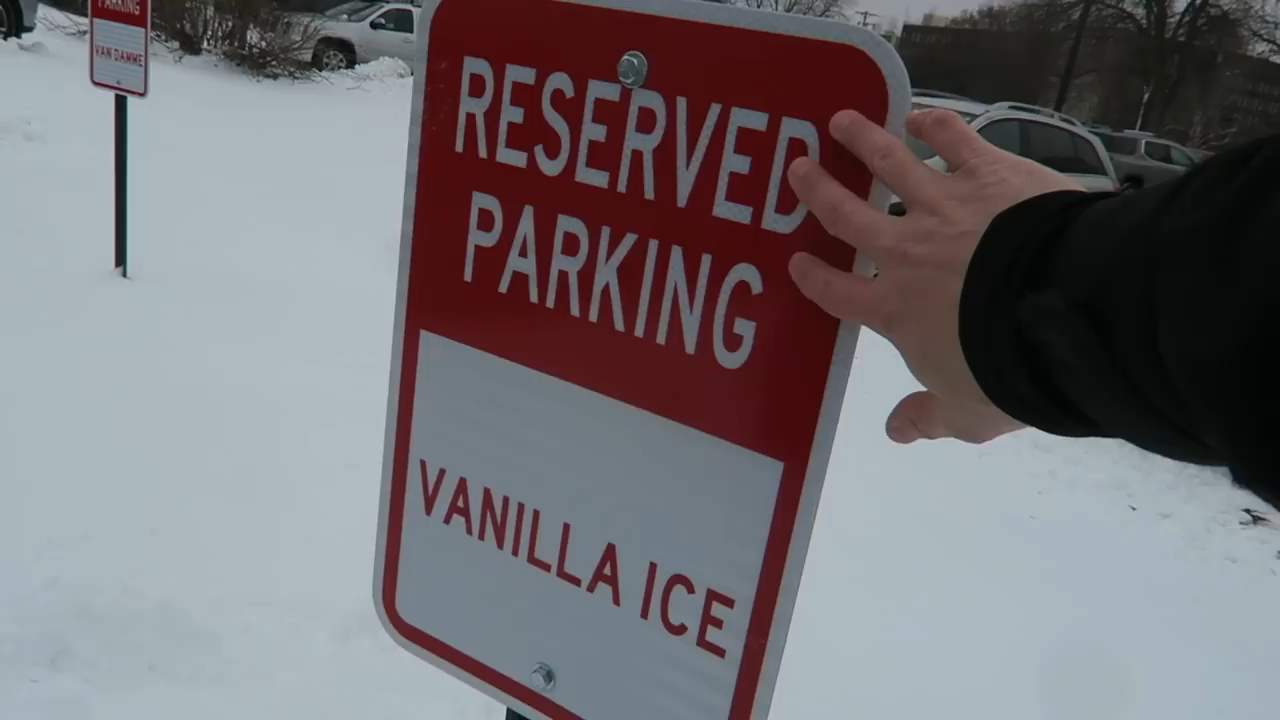 PARKING
VAN DAMME
RESERVED
PARKING
VANILLA ICE